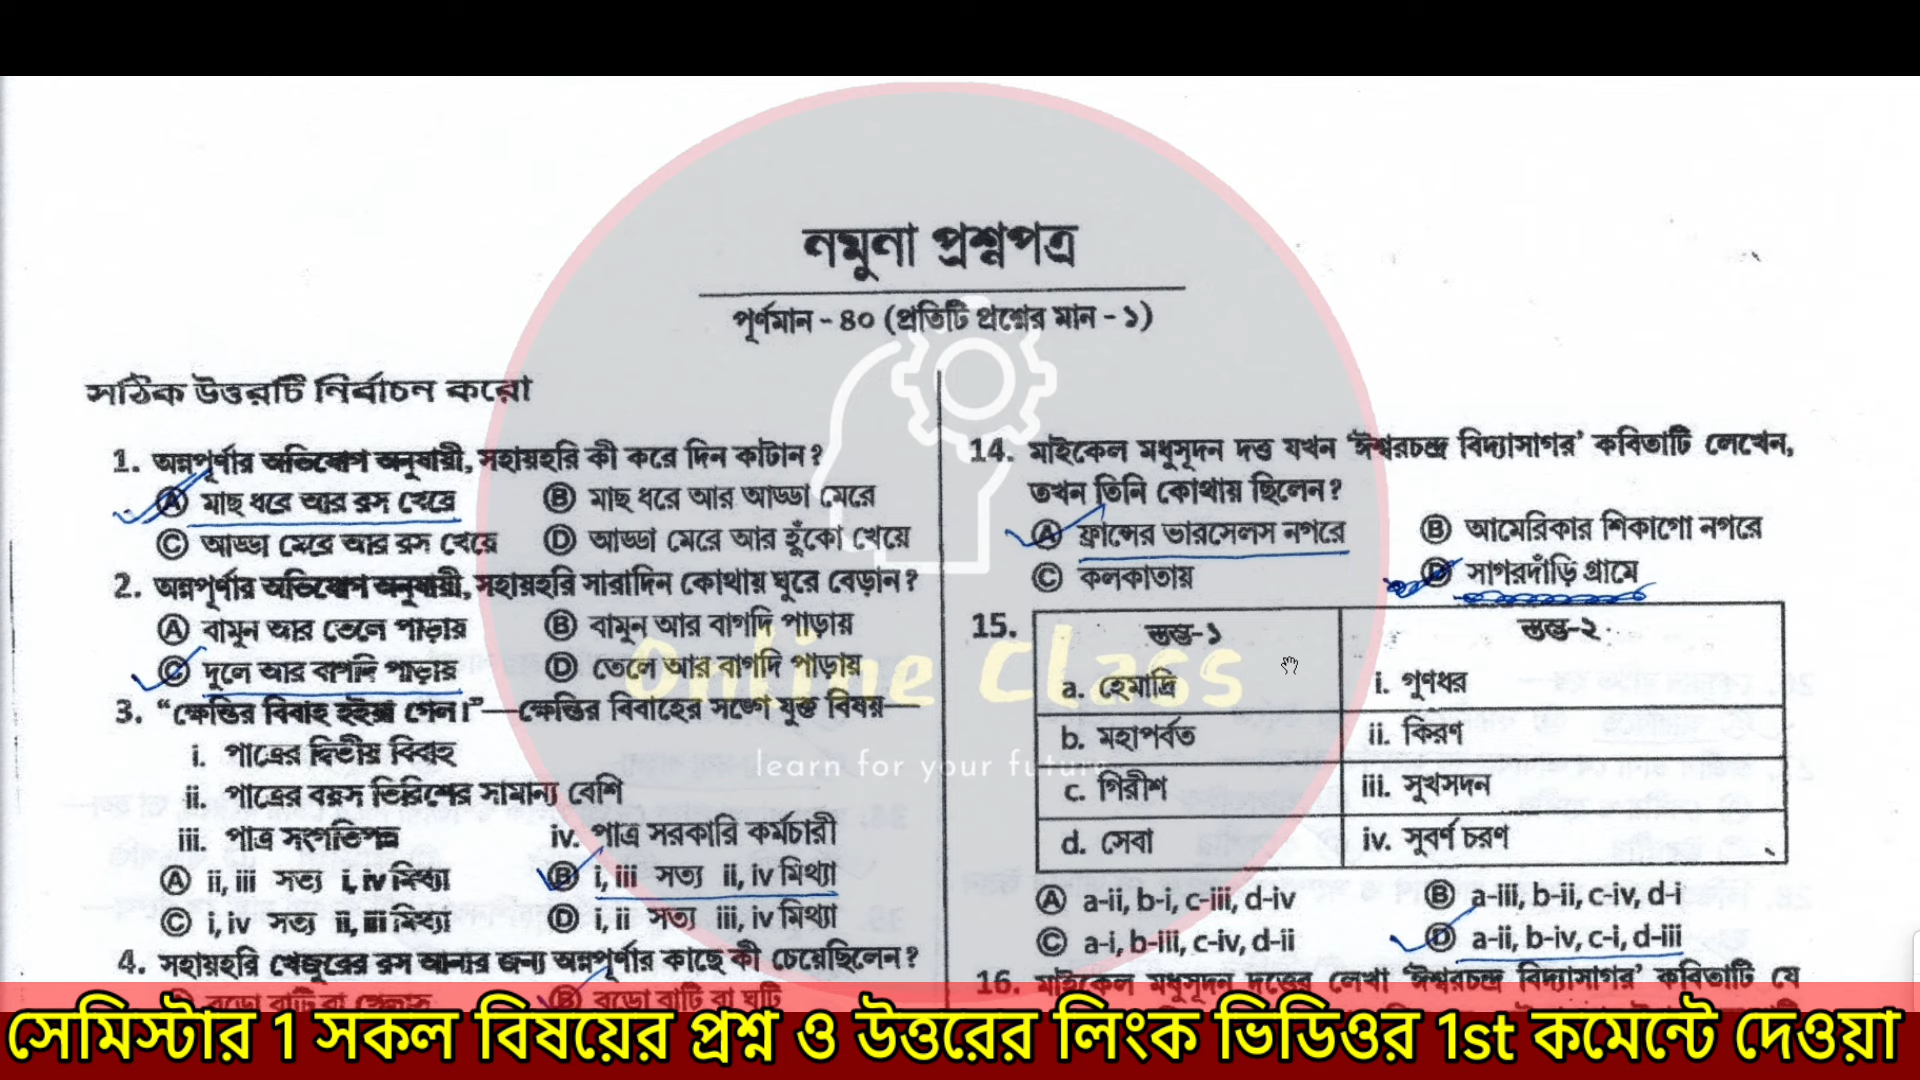 নমুনা প্রশ্নপত্র
পূর্ণমান - ৪০ (প্রতিটি প্রশ্নের মান - ১)
সঠিক উত্তরটি নির্বাচন করো
1. অন্নপূর্ণার অভিযোগ অনুযায়ী, সহায়হরি কী করে দিন কাটান?
Ⓐ মাছ ধরে আর রস খেয়ে Ⓑ মাছ ধরে আর আড্ডা মেরে
Ⓒ আড্ডা মেরে আর রস খেয়ে Ⓓ আড্ডা মেরে আর হুঁকো খেয়ে
2. অন্নপূর্ণার অভিযোগ অনুযায়ী, সহায়হরি সারাদিন কোথায় ঘুরে বেড়ান?
Ⓐ বামুন আর তেলে পাড়ায় Ⓑ বামুন আর বাগদি পাড়ায়
Ⓒ দুলে আর বাগদি পাড়ায় Ⓓ তেলে আর বাগদি পাড়ায়
3. “ক্ষেন্তির বিবাহ হইয়া গেল।”—ক্ষেন্তির বিবাহের সঙ্গে যুক্ত বিষয়—
i. পাত্রের দ্বিতীয় বিবাহ
ii. পাত্রের বয়স তিরিশের সামান্য বেশি
iii. পাত্র সংগতিপন্ন iv. পাত্র সরকারি কর্মচারী
Ⓐ ii, iii সত্য i, iv মিথ্যা Ⓑ i, iii সত্য ii, iv মিথ্যা
Ⓒ i, iv সত্য ii, iii মিথ্যা Ⓓ i, ii সত্য iii, iv মিথ্যা
4. সহায়হরি খেজুরের রস আনার জন্য অন্নপূর্ণার কাছে কী চেয়েছিলেন?
Ⓑ বড়ো বাটি বা ঘটি
14. মাইকেল মধুসূদন দত্ত যখন ‘ঈশ্বরচন্দ্র বিদ্যাসাগর’ কবিতাটি লেখেন,
তখন তিনি কোথায় ছিলেন?
Ⓐ ফ্রান্সের ভারসেলস নগরে Ⓑ আমেরিকার শিকাগো নগরে
Ⓒ কলকাতায় Ⓓ সাগরদাঁড়ি গ্রামে
15. স্তম্ভ-১ স্তম্ভ-২
a. হেমাদ্রি i. গুণধর
b. মহাপর্বত ii. কিরণ
c. গিরীশ iii. সুখসদন
d. সেবা iv. সুবর্ণ চরণ
Ⓐ a-ii, b-i, c-iii, d-iv Ⓑ a-iii, b-ii, c-iv, d-i
Ⓒ a-i, b-iii, c-iv, d-ii Ⓓ a-ii, b-iv, c-i, d-iii
16. মাইকেল মধুসূদন দত্তের লেখা ‘ঈশ্বরচন্দ্র বিদ্যাসাগর’ কবিতাটি যে
Online Class
learn for your future
সেমিস্টার 1 সকল বিষয়ের প্রশ্ন ও উত্তরের লিংক ভিডিওর 1st কমেন্টে দেওয়া